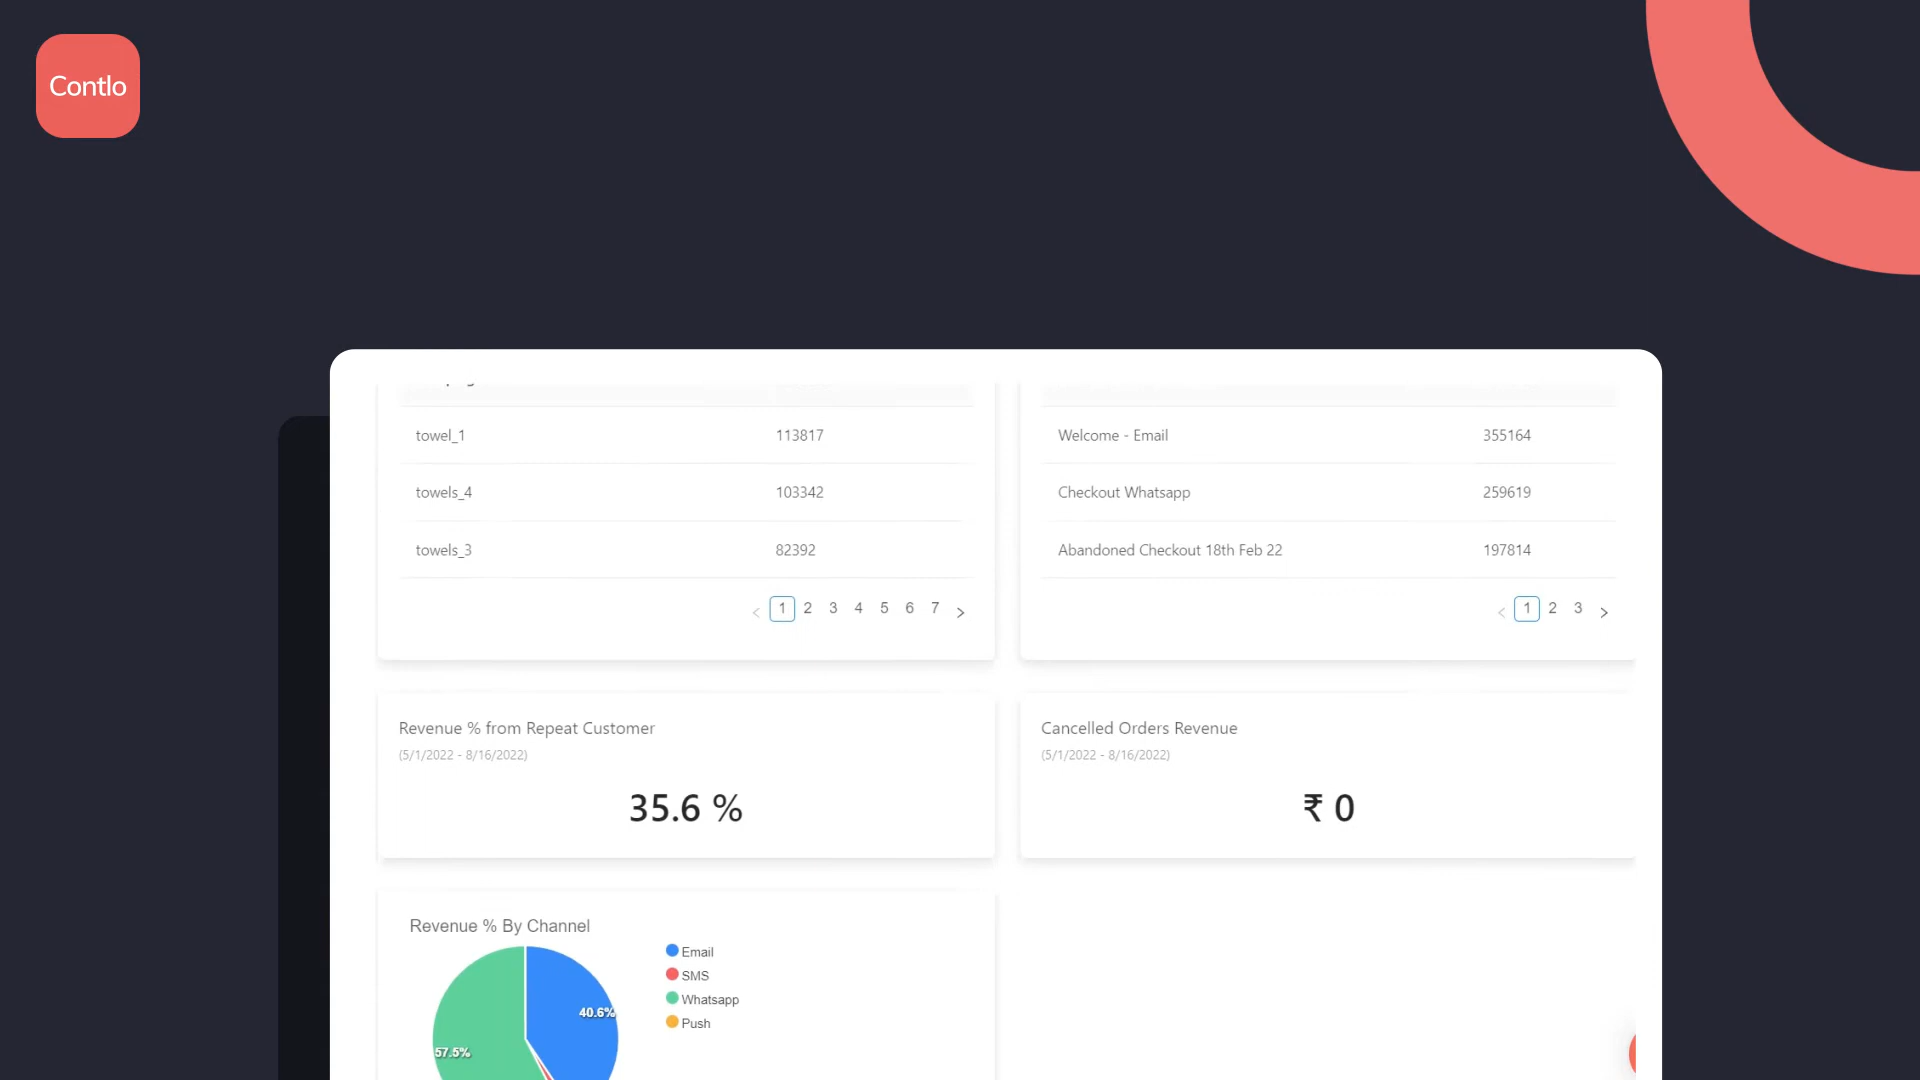 Contlo
towel_1 113817
towels_4 103342
towels_3 82392
< 1 2 3 4 5 6 7 >
Welcome - Email 355164
Checkout Whatsapp 259619
Abandoned Checkout 18th Feb 22 197814
< 1 2 3 >
Revenue % from Repeat Customer
(5/1/2022 - 8/16/2022)
35.6 %
Cancelled Orders Revenue
(5/1/2022 - 8/16/2022)
₹ 0
Revenue % By Channel
40.6%
57.5%
Email
SMS
Whatsapp
Push